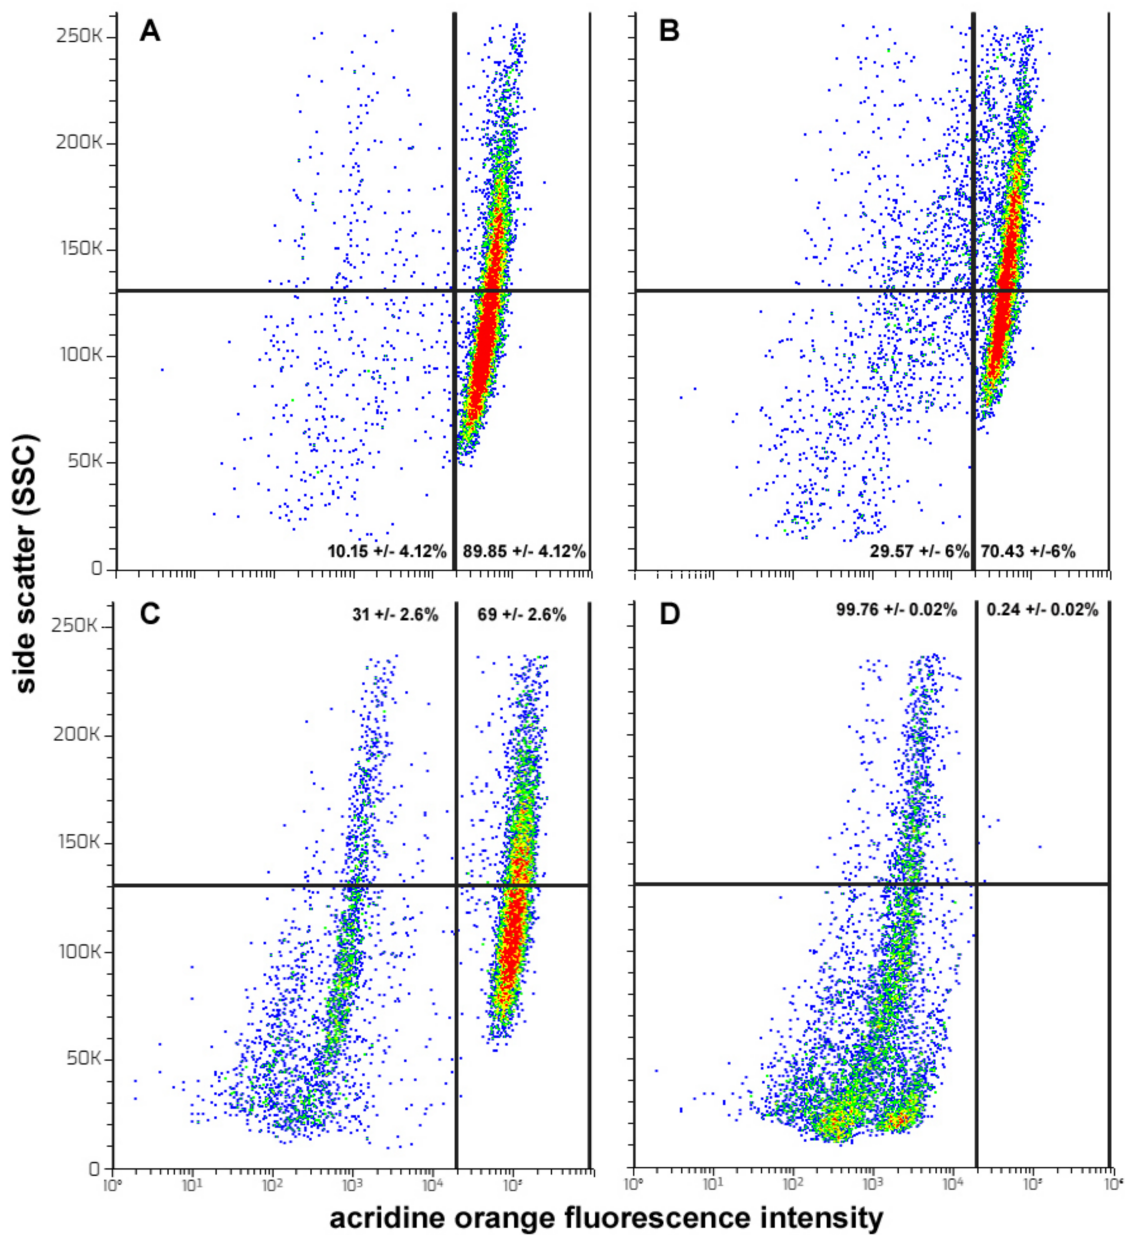 A
B
250K
200K
150K
100K
50K
0
10.15 +/- 4.12%
89.85 +/- 4.12%
29.57 +/- 6%
70.43 +/-6%
side scatter (SSC)
C
31 +/- 2.6%
69 +/- 2.6%
D
99.76 +/- 0.02%
0.24 +/- 0.02%
250K
200K
150K
100K
50K
0
10⁰ 10¹ 10² 10³ 10⁴ 10⁵
10⁰ 10¹ 10² 10³ 10⁴ 10⁵ 10⁶
acridine orange fluorescence intensity